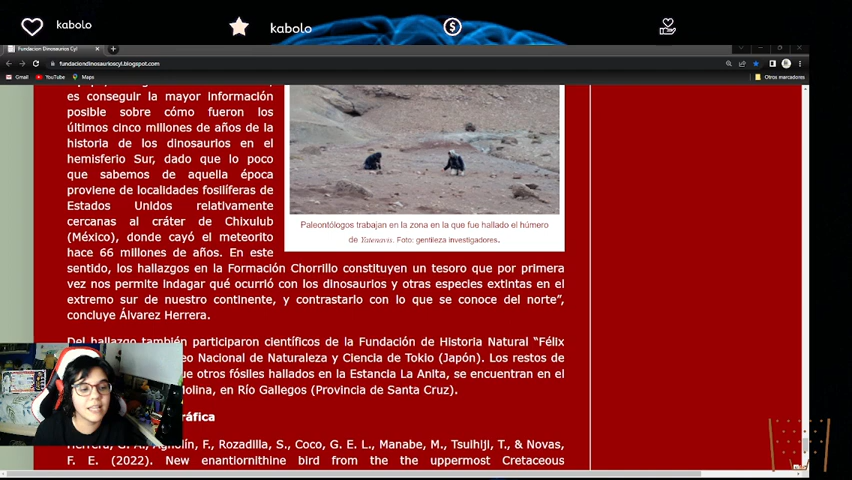 kabolo
kabolo
Fundacion Dinosaurios Cyl
fundaciondinosaurioscyl.blogspot.com
Gmail
YouTube
Maps
Otros marcadores
es conseguir la mayor información
posible sobre cómo fueron los
últimos cinco millones de años de la
historia de los dinosaurios en el
hemisferio Sur, dado que lo poco
que sabemos de aquella época
proviene de localidades fosilíferas de
Estados Unidos relativamente
cercanas al cráter de Chixulub
(México), donde cayó el meteorito
hace 66 millones de años. En este
Paleontólogos trabajan en la zona en la que fue hallado el húmero
de Yatenavis. Foto: gentileza investigadores.
sentido, los hallazgos en la Formación Chorrillo constituyen un tesoro que por primera
vez nos permite indagar qué ocurrió con los dinosaurios y otras especies extintas en el
extremo sur de nuestro continente, y contrastarlo con lo que se conoce del norte”,
concluye Álvarez Herrera.
Del hallazgo también participaron científicos de la Fundación de Historia Natural “Félix
Nacional de Naturaleza y Ciencia de Tokio (Japón). Los restos de
otros fósiles hallados en la Estancia La Anita, se encuentran en el
Molina, en Río Gallegos (Provincia de Santa Cruz).
Herrera, G. A., Agnolín, F., Rozadilla, S., Coco, G. E. L., Manabe, M., Tsuihiji, T., & Novas,
F. E. (2022). New enantiornithine bird from the the uppermost Cretaceous